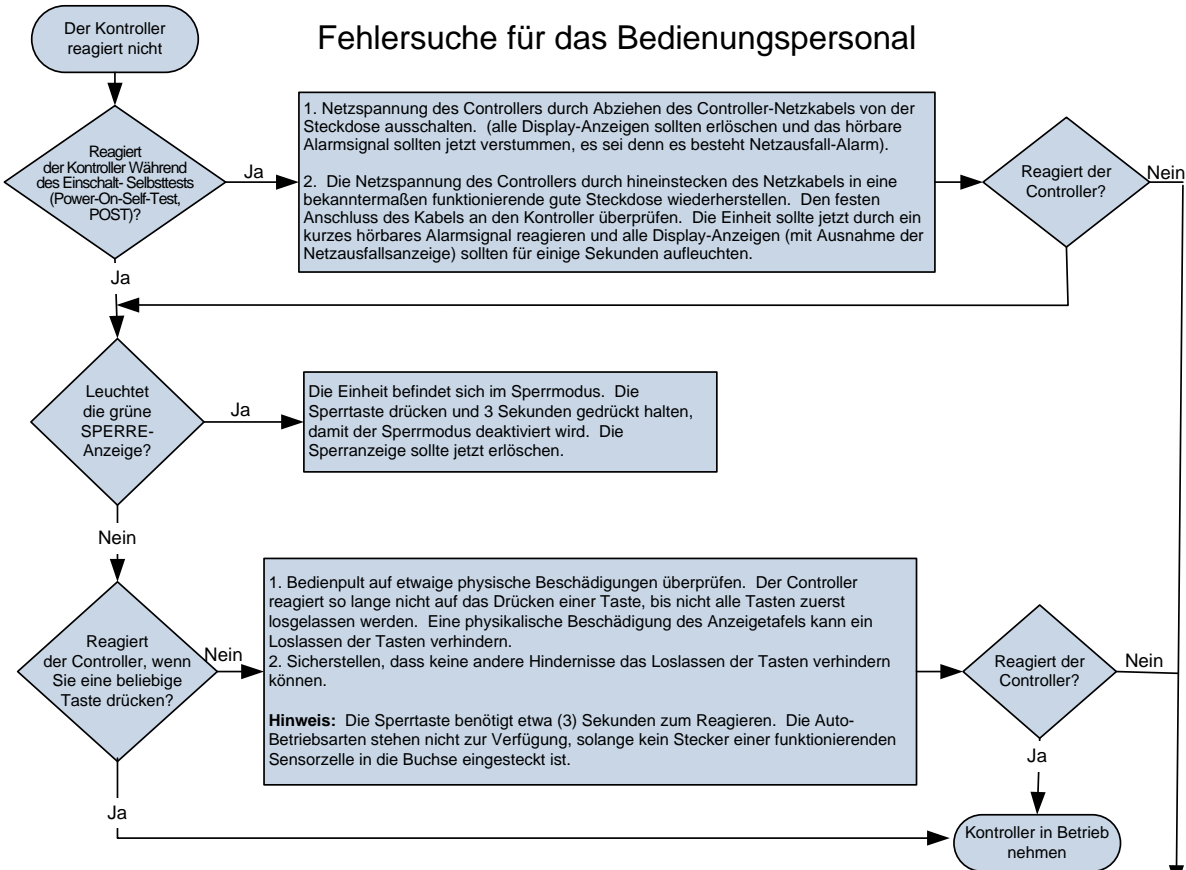 Fehlersuche für das Bedienungspersonal
Der Kontroller
reagiert nicht
Reagiert
der Kontroller Während
des Einschalt- Selbsttests
(Power-On-Self-Test,
POST)?
Ja
1. Netzspannung des Controllers durch Abziehen des Controller-Netzkabels von der
Steckdose ausschalten. (alle Display-Anzeigen sollten erlöschen und das hörbare
Alarmsignal sollten jetzt verstummen, es sei denn es besteht Netzausfall-Alarm).
2. Die Netzspannung des Controllers durch hineinstecken des Netzkabels in eine
bekanntermaßen funktionierende gute Steckdose wiederherstellen. Den festen
Anschluss des Kabels an den Kontroller überprüfen. Die Einheit sollte jetzt durch ein
kurzes hörbares Alarmsignal reagieren und alle Display-Anzeigen (mit Ausnahme der
Netzausfallsanzeige) sollten für einige Sekunden aufleuchten.
Reagiert der
Controller?
Nein
Ja
Leuchtet
die grüne
SPERRE-
Anzeige?
Ja
Die Einheit befindet sich im Sperrmodus. Die
Sperrtaste drücken und 3 Sekunden gedrückt halten,
damit der Sperrmodus deaktiviert wird. Die
Sperranzeige sollte jetzt erlöschen.
Nein
Reagiert
der Controller, wenn
Sie eine beliebige
Taste drücken?
Nein
1. Bedienpult auf etwaige physische Beschädigungen überprüfen. Der Controller
reagiert so lange nicht auf das Drücken einer Taste, bis nicht alle Tasten zuerst
losgelassen werden. Eine physikalische Beschädigung des Anzeigetafels kann ein
Loslassen der Tasten verhindern.
2. Sicherstellen, dass keine andere Hindernisse das Loslassen der Tasten verhindern
können.
Hinweis: Die Sperrtaste benötigt etwa (3) Sekunden zum Reagieren. Die Auto-
Betriebsarten stehen nicht zur Verfügung, solange kein Stecker einer funktionierenden
Sensorzelle in die Buchse eingesteckt ist.
Reagiert der
Controller?
Nein
Ja
Ja
Kontroller in Betrieb
nehmen